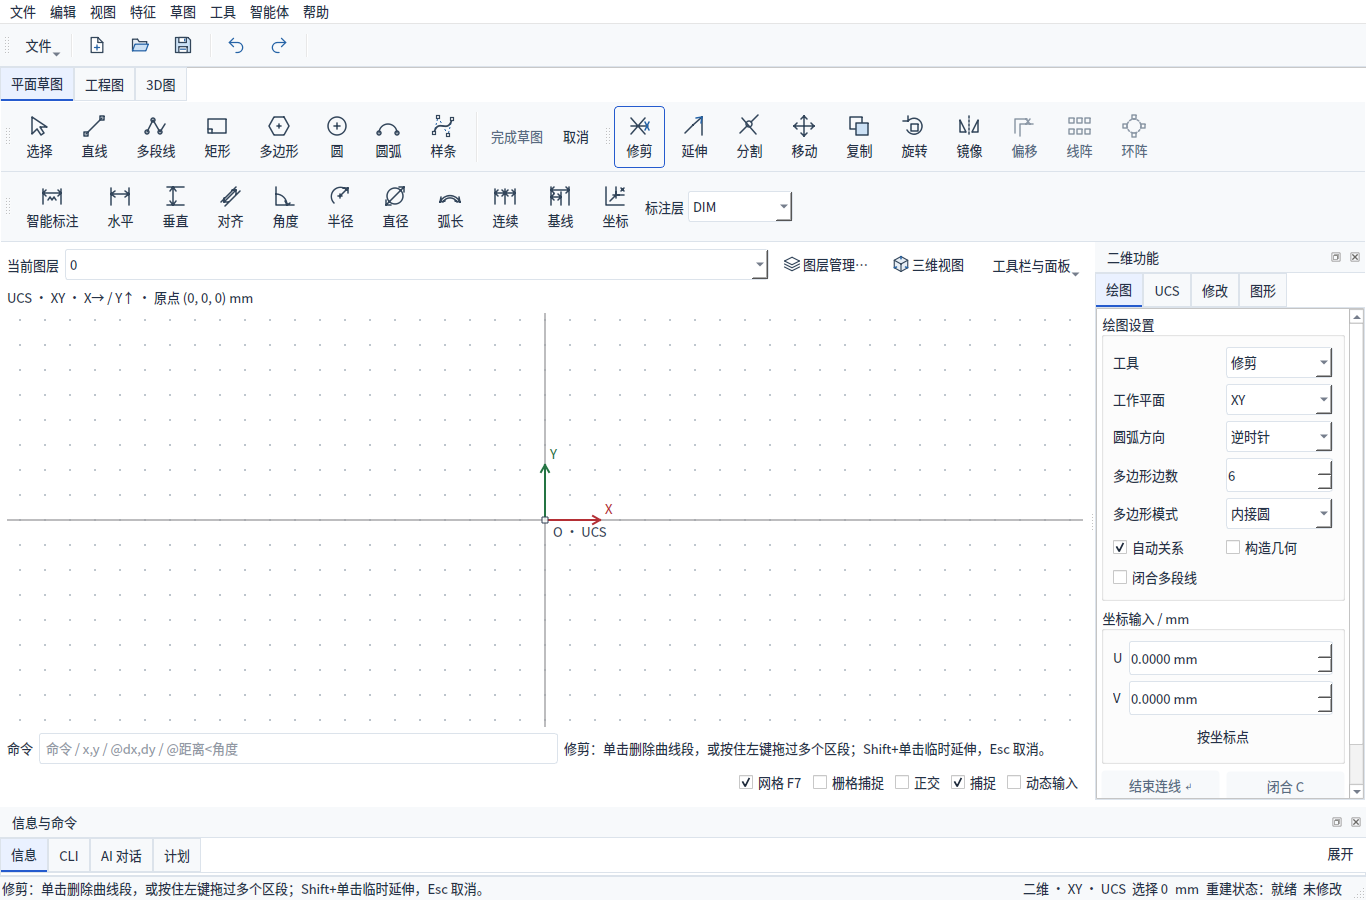 文件 编辑 视图 特征 草图 工具 智能体 帮助
文件
平面草图 工程图 3D图
选择 直线 多段线 矩形 多边形 圆 圆弧 样条 完成草图 取消 修剪 延伸 分割 移动 复制 旋转 镜像 偏移 线阵 环阵
智能标注 水平 垂直 对齐 角度 半径 直径 弧长 连续 基线 坐标 标注层 DIM
当前图层 0 图层管理··· 三维视图 工具栏与面板
UCS · XY · X→ / Y↑ · 原点 (0, 0, 0) mm
Y
X
O · UCS
命令 命令 / x,y / @dx,dy / @距离<角度 修剪：单击删除曲线段，或按住左键拖过多个区段；Shift+单击临时延伸，Esc 取消。
网格 F7 栅格捕捉 正交 捕捉 动态输入
二维功能
绘图 UCS 修改 图形
绘图设置
工具 修剪
工作平面 XY
圆弧方向 逆时针
多边形边数 6
多边形模式 内接圆
自动关系 构造几何
闭合多段线
坐标输入 / mm
U 0.0000 mm
V 0.0000 mm
按坐标点
结束连线 ↲ 闭合 C
信息与命令
信息 CLI AI 对话 计划 展开
修剪：单击删除曲线段，或按住左键拖过多个区段；Shift+单击临时延伸，Esc 取消。 二维 · XY · UCS 选择 0 mm 重建状态：就绪 未修改